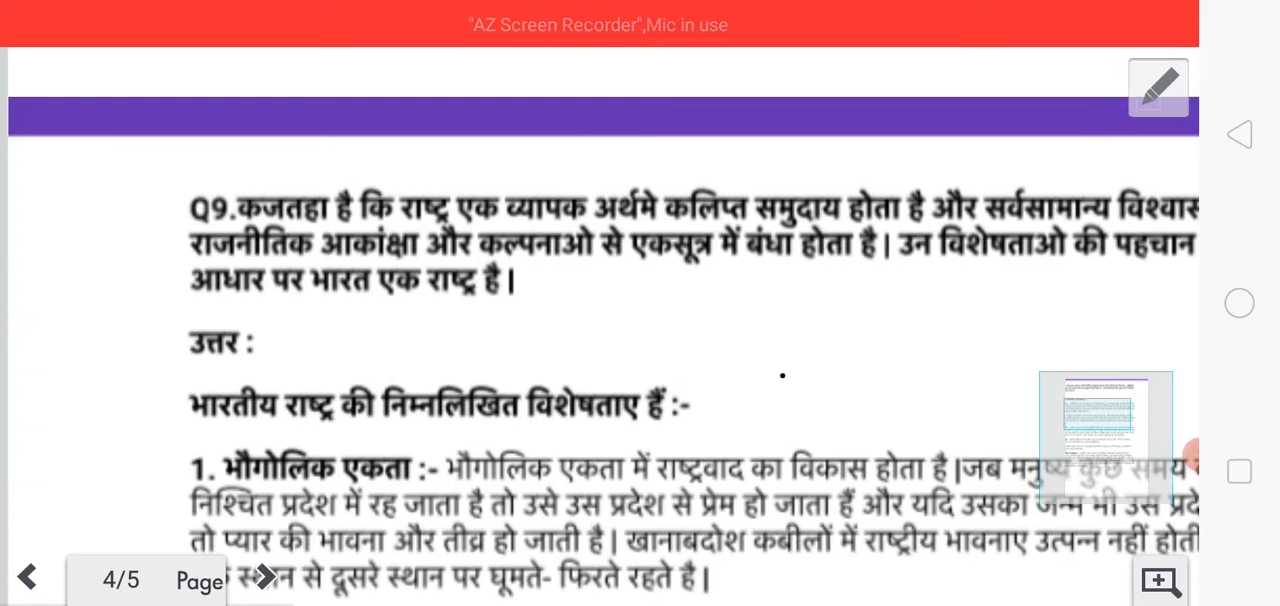 "AZ Screen Recorder",Mic in use
Q9.कजतहा है कि राष्ट्र एक व्यापक अर्थमे कलिप्त समुदाय होता है और सर्वसामान्य विश्वास
राजनीतिक आकांक्षा और कल्पनाओ से एकसूत्र में बंधा होता है | उन विशेषताओ की पहचान
आधार पर भारत एक राष्ट्र है |
उत्तर :
भारतीय राष्ट्र की निम्नलिखित विशेषताए हैं :-
1. भौगोलिक एकता :- भौगोलिक एकता में राष्ट्रवाद का विकास होता है |जब मनुष्य कुछ समय
निश्चित प्रदेश में रह जाता है तो उसे उस प्रदेश से प्रेम हो जाता हैं और यदि उसका जन्म भी उस
तो प्यार की भावना और तीव्र हो जाती है | खानाबदोश कबीलों में राष्ट्रीय भावनाए उत्पन्न नहीं होती
स्थान से दूसरे स्थान पर घूमते- फिरते रहते है |
4/5 Page